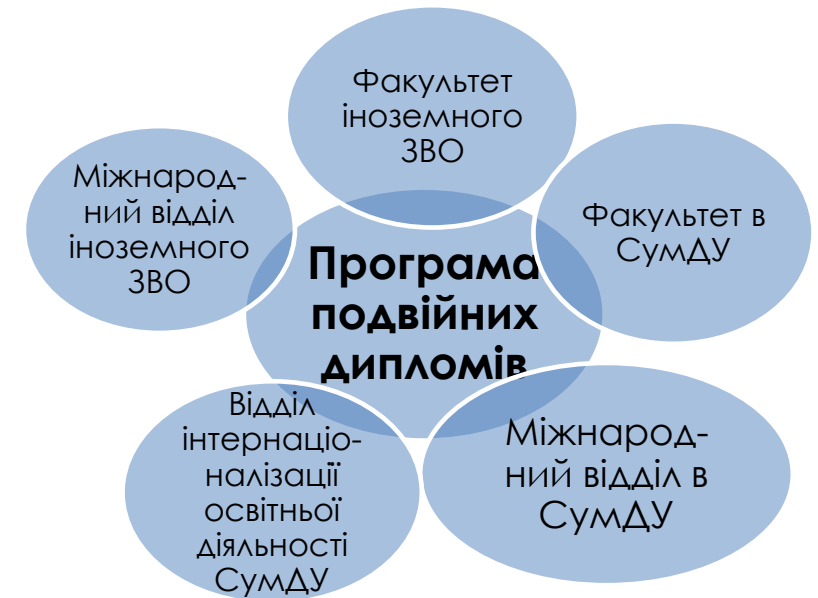 Факультет
іноземного
ЗВО
Міжнарод-
ний відділ
іноземного
ЗВО
Факультет в
СумДУ
Програма
подвійних
дипломів
Відділ
інтернаціо-
налізації
освітньої
діяльності
СумДУ
Міжнарод-
ний відділ в
СумДУ